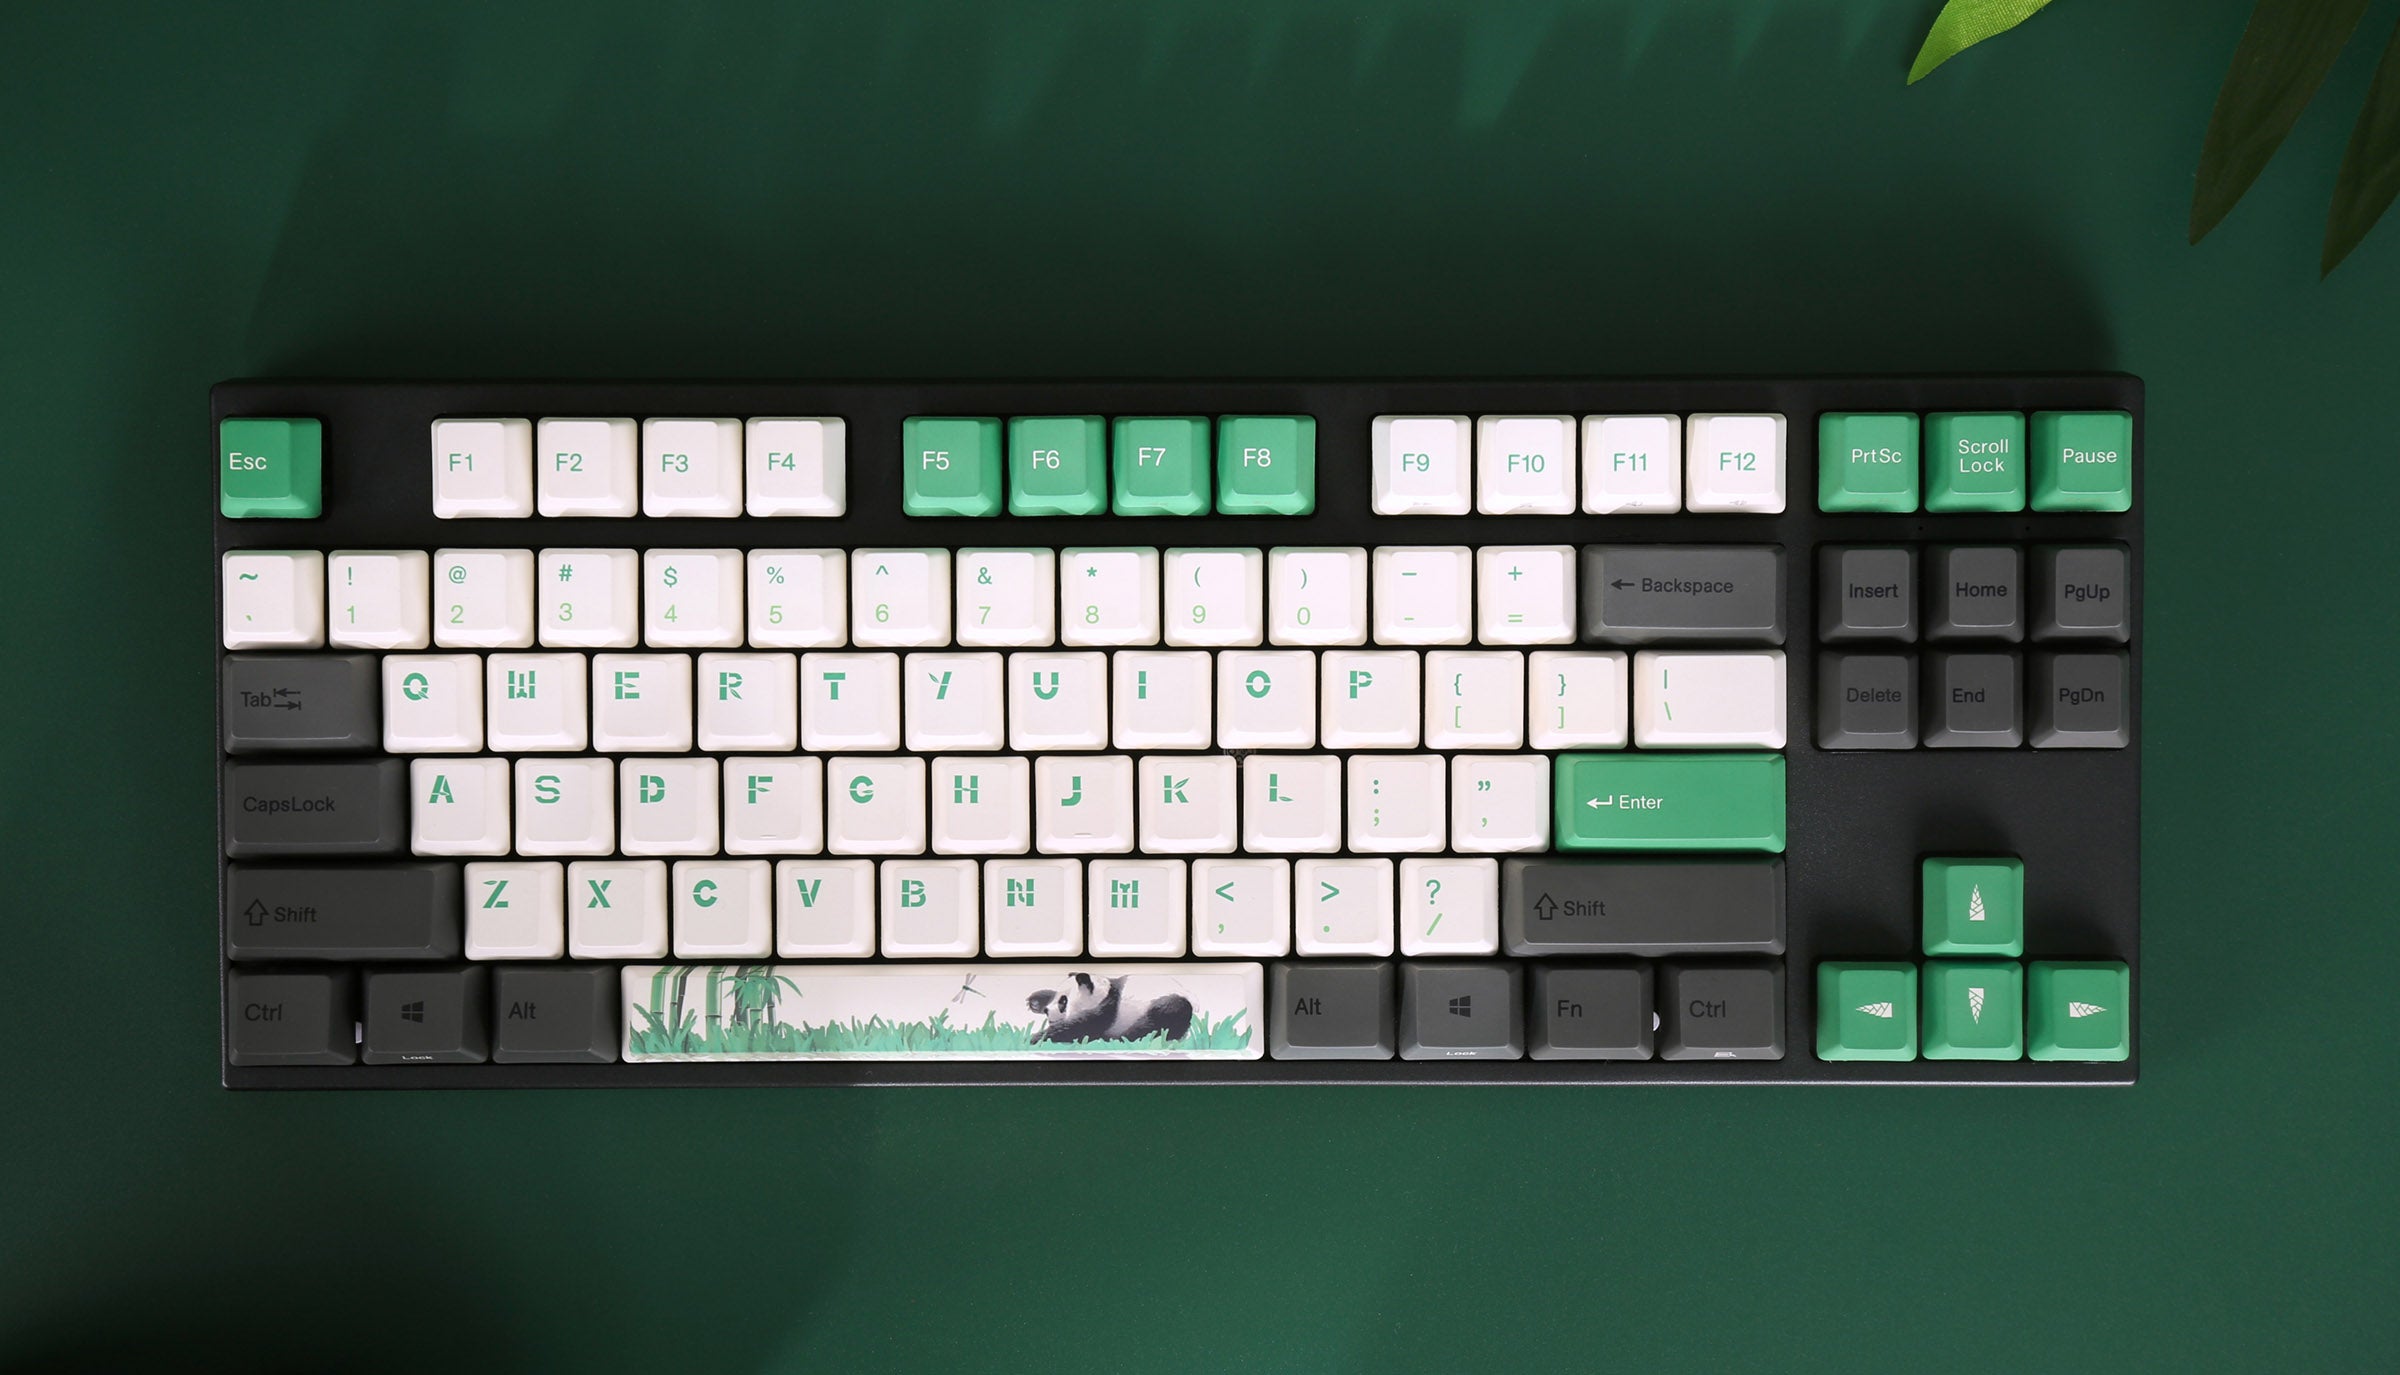 Esc F1 F2 F3 F4 F5 F6 F7 F8 F9 F10 F11 F12 PrtSc Scroll Lock Pause
~ ! @ # $ % ^ & * ( ) — +
` 1 2 3 4 5 6 7 8 9 0 - = Backspace Insert Home PgUp
Tab Q W E R T Y U I O P { [ } ] | \ Delete End PgDn
CapsLock A S D F G H J K L : ; " ' Enter
Shift Z X C V B N M < , > . ? / Shift
Ctrl Alt Alt Fn Ctrl
Lock Lock